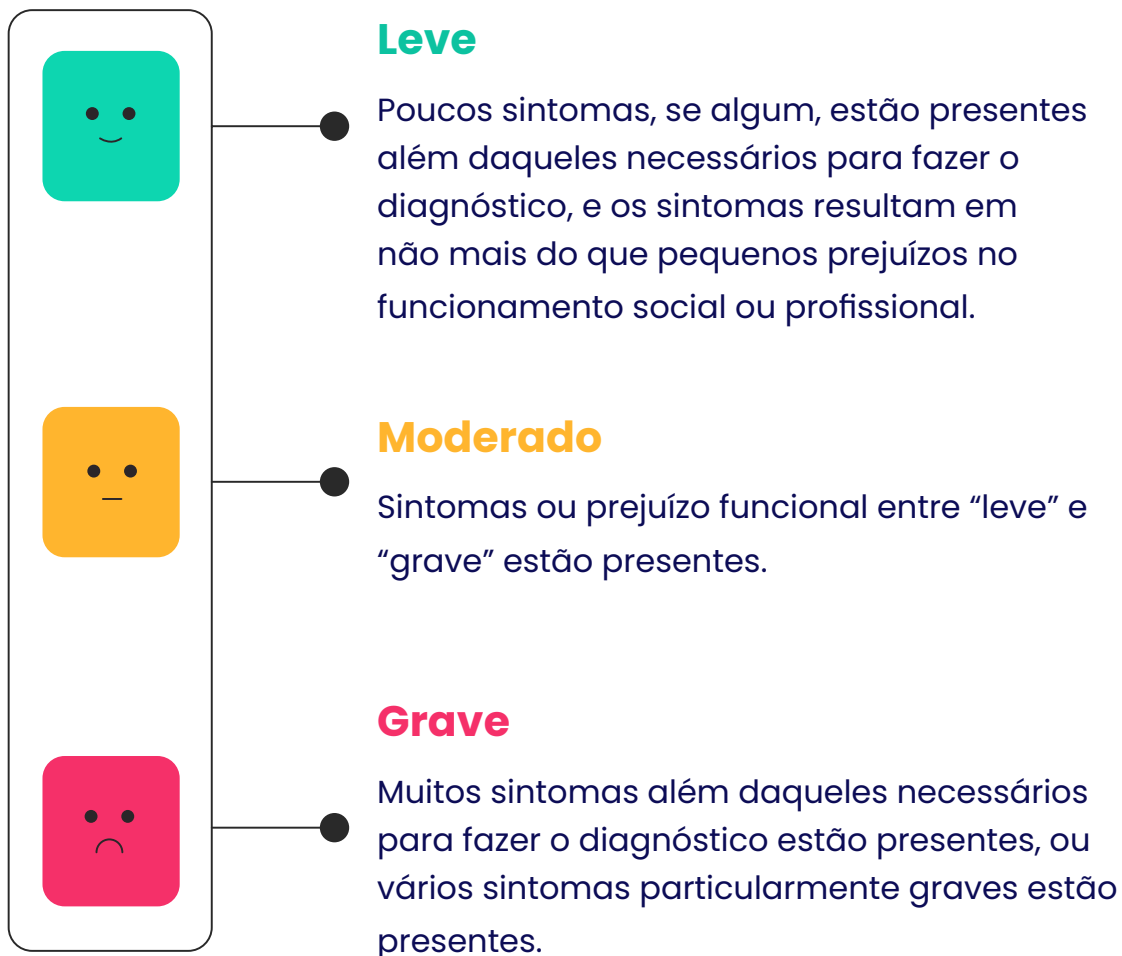 Leve
Poucos sintomas, se algum, estão presentes
além daqueles necessários para fazer o
diagnóstico, e os sintomas resultam em
não mais do que pequenos prejuízos no
funcionamento social ou profissional.
Moderado
Sintomas ou prejuízo funcional entre “leve” e
“grave” estão presentes.
Grave
Muitos sintomas além daqueles necessários
para fazer o diagnóstico estão presentes, ou
vários sintomas particularmente graves estão
presentes.